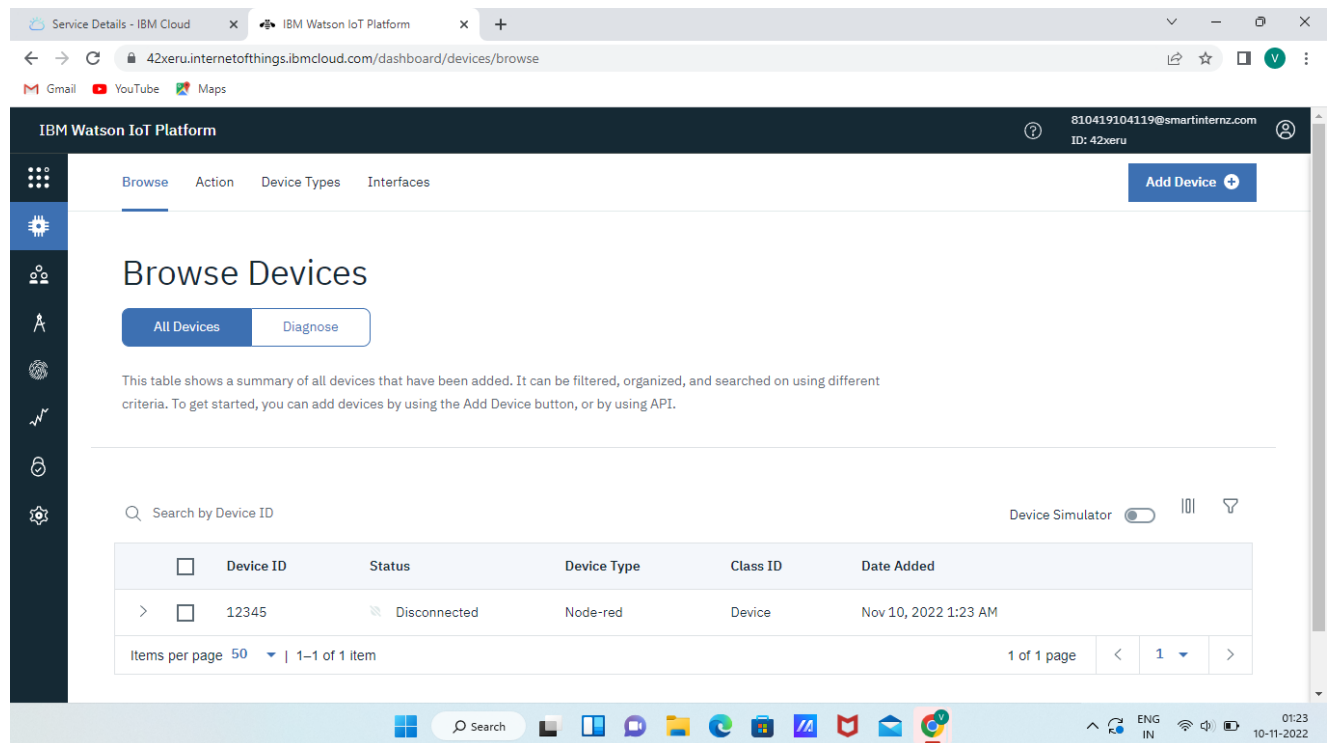 Service Details - IBM Cloud
IBM Watson IoT Platform
42xeru.internetofthings.ibmcloud.com/dashboard/devices/browse
V
Gmail YouTube Maps
IBM Watson IoT Platform
810419104119@smartinternz.com
ID: 42xeru
Browse Action Device Types Interfaces
Add Device
Browse Devices
All Devices Diagnose
This table shows a summary of all devices that have been added. It can be filtered, organized, and searched on using different
criteria. To get started, you can add devices by using the Add Device button, or by using API.
Search by Device ID
Device Simulator
Device ID Status Device Type Class ID Date Added
12345 Disconnected Node-red Device Nov 10, 2022 1:23 AM
Items per page 50 | 1–1 of 1 item
1 of 1 page 1
Search
ENG
IN
01:23
10-11-2022